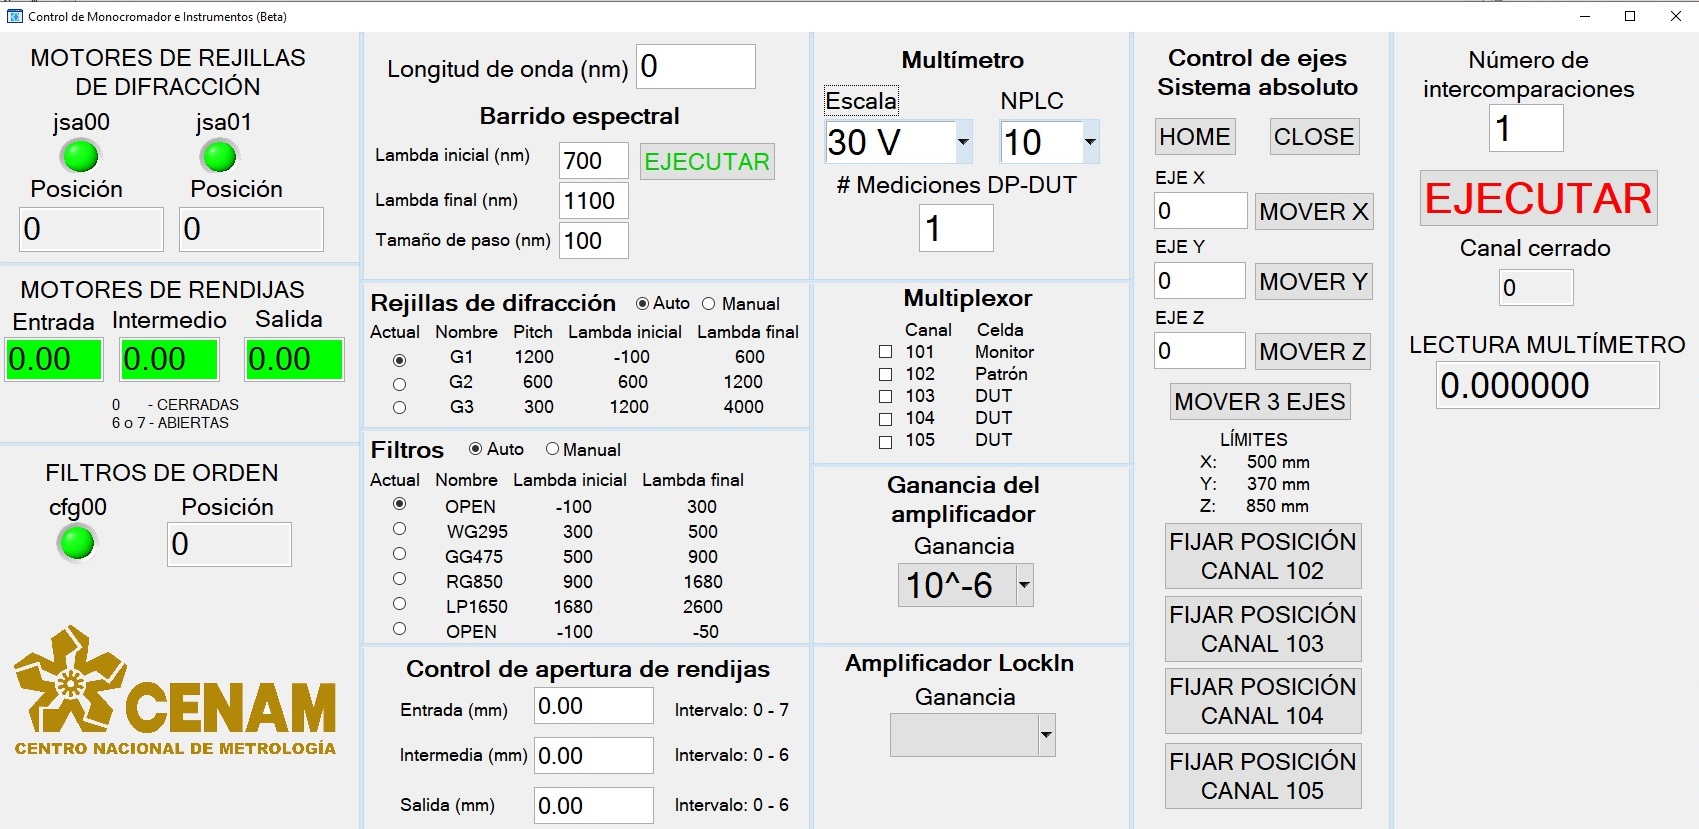 Control de Monocromador e Instrumentos (Beta)
MOTORES DE REJILLAS
DE DIFRACCIÓN
jsa00 jsa01
Posición Posición
0 0
MOTORES DE RENDIJAS
Entrada Intermedio Salida
0.00 0.00 0.00
0 - CERRADAS
6 o 7 - ABIERTAS
FILTROS DE ORDEN
cfg00 Posición
0
CENAM
CENTRO NACIONAL DE METROLOGÍA
Longitud de onda (nm) 0
Barrido espectral
Lambda inicial (nm) 700 EJECUTAR
Lambda final (nm) 1100
Tamaño de paso (nm) 100
Rejillas de difracción Auto Manual
Actual Nombre Pitch Lambda inicial Lambda final
G1 1200 -100 600
G2 600 600 1200
G3 300 1200 4000
Filtros Auto Manual
Actual Nombre Lambda inicial Lambda final
OPEN -100 300
WG295 300 500
GG475 500 900
RG850 900 1680
LP1650 1680 2600
OPEN -100 -50
Control de apertura de rendijas
Entrada (mm) 0.00 Intervalo: 0 - 7
Intermedia (mm) 0.00 Intervalo: 0 - 6
Salida (mm) 0.00 Intervalo: 0 - 6
Multímetro
Escala NPLC
30 V 10
# Mediciones DP-DUT
1
Multiplexor
Canal Celda
101 Monitor
102 Patrón
103 DUT
104 DUT
105 DUT
Ganancia del
amplificador
Ganancia
10^-6
Amplificador LockIn
Ganancia
Control de ejes
Sistema absoluto
HOME CLOSE
EJE X
0 MOVER X
EJE Y
0 MOVER Y
EJE Z
0 MOVER Z
MOVER 3 EJES
LÍMITES
X: 500 mm
Y: 370 mm
Z: 850 mm
FIJAR POSICIÓN
CANAL 102
FIJAR POSICIÓN
CANAL 103
FIJAR POSICIÓN
CANAL 104
FIJAR POSICIÓN
CANAL 105
Número de
intercomparaciones
1
EJECUTAR
Canal cerrado
0
LECTURA MULTÍMETRO
0.000000